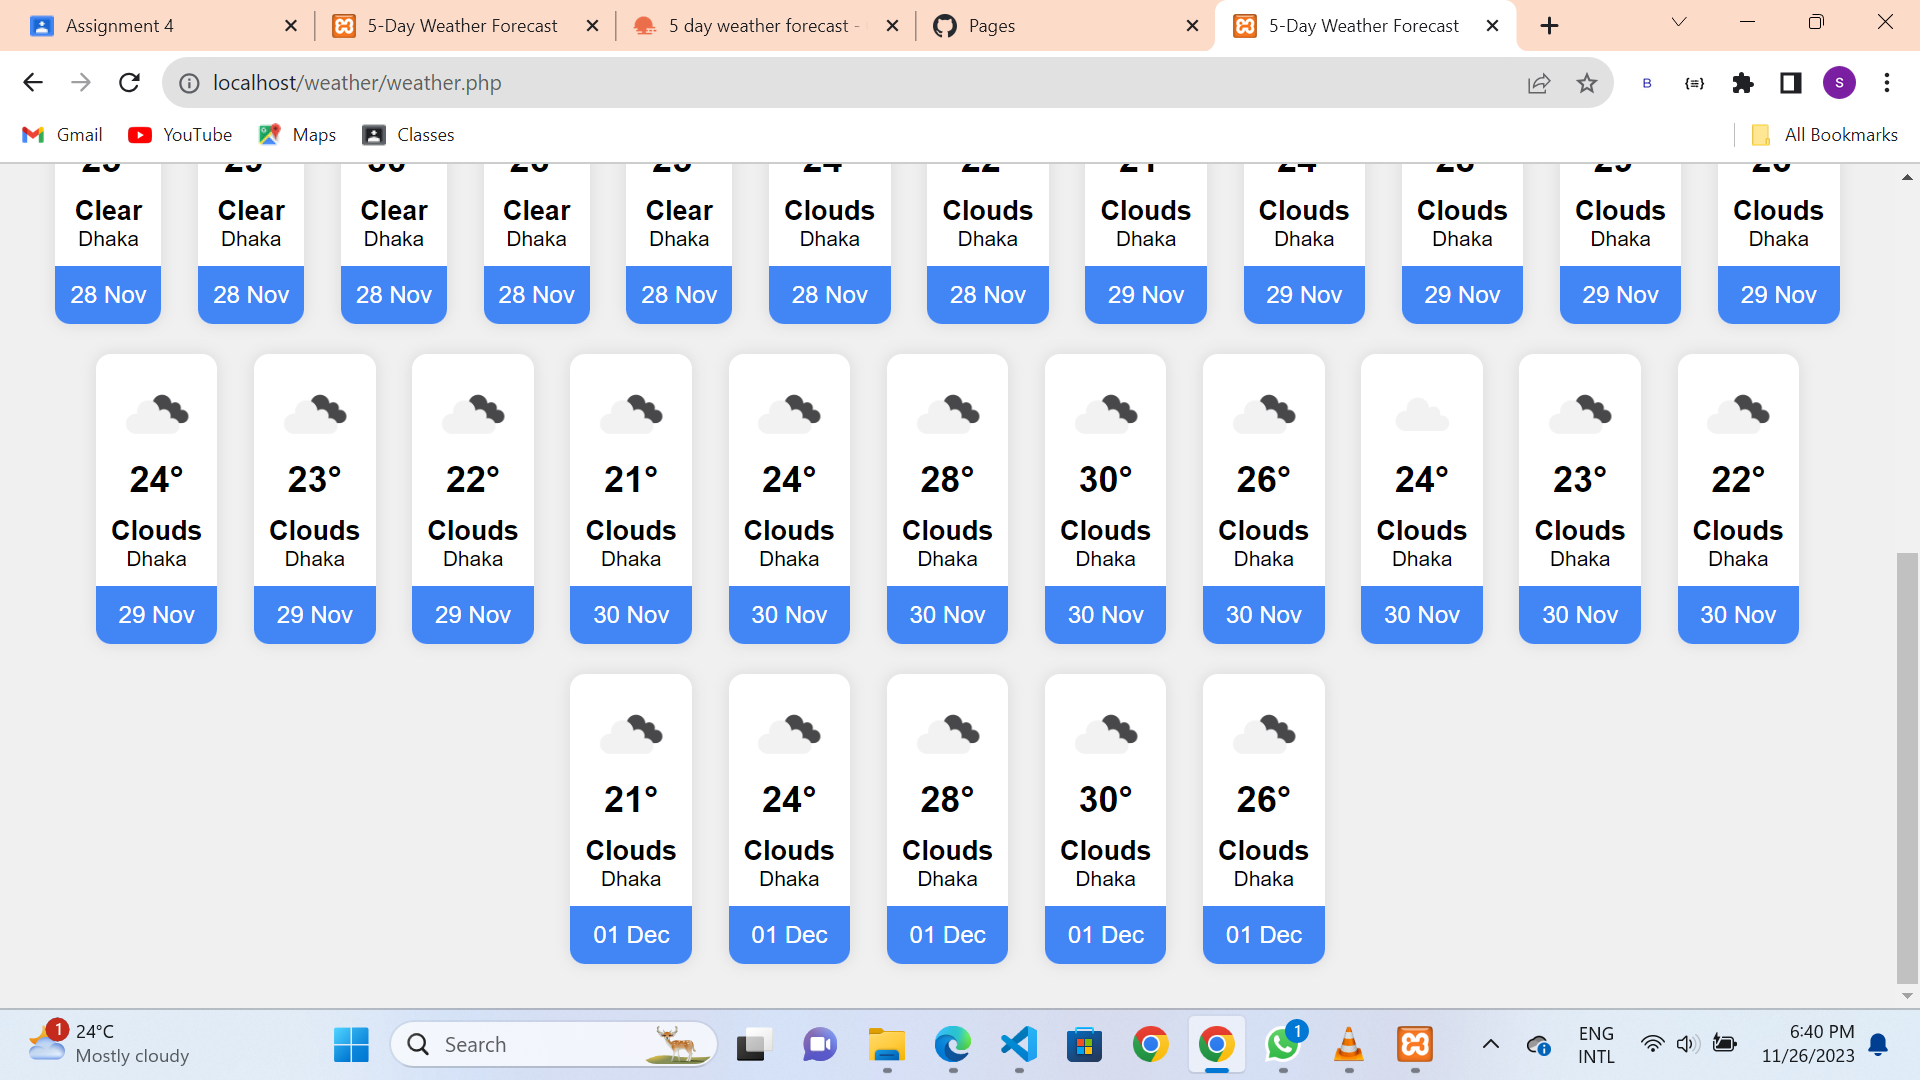 Assignment 4
5-Day Weather Forecast
5 day weather forecast -
Pages
5-Day Weather Forecast
localhost/weather/weather.php
B
{≡}
S
Gmail
YouTube
Maps
Classes
All Bookmarks
Clear Clear Clear Clear Clear Clouds Clouds Clouds Clouds Clouds Clouds Clouds
Dhaka Dhaka Dhaka Dhaka Dhaka Dhaka Dhaka Dhaka Dhaka Dhaka Dhaka Dhaka
28 Nov 28 Nov 28 Nov 28 Nov 28 Nov 28 Nov 28 Nov 29 Nov 29 Nov 29 Nov 29 Nov 29 Nov
24° 23° 22° 21° 24° 28° 30° 26° 24° 23° 22°
Clouds Clouds Clouds Clouds Clouds Clouds Clouds Clouds Clouds Clouds Clouds
Dhaka Dhaka Dhaka Dhaka Dhaka Dhaka Dhaka Dhaka Dhaka Dhaka Dhaka
29 Nov 29 Nov 29 Nov 30 Nov 30 Nov 30 Nov 30 Nov 30 Nov 30 Nov 30 Nov 30 Nov
21° 24° 28° 30° 26°
Clouds Clouds Clouds Clouds Clouds
Dhaka Dhaka Dhaka Dhaka Dhaka
01 Dec 01 Dec 01 Dec 01 Dec 01 Dec
1
24°C
Mostly cloudy
Search
1
ENG
INTL
6:40 PM
11/26/2023